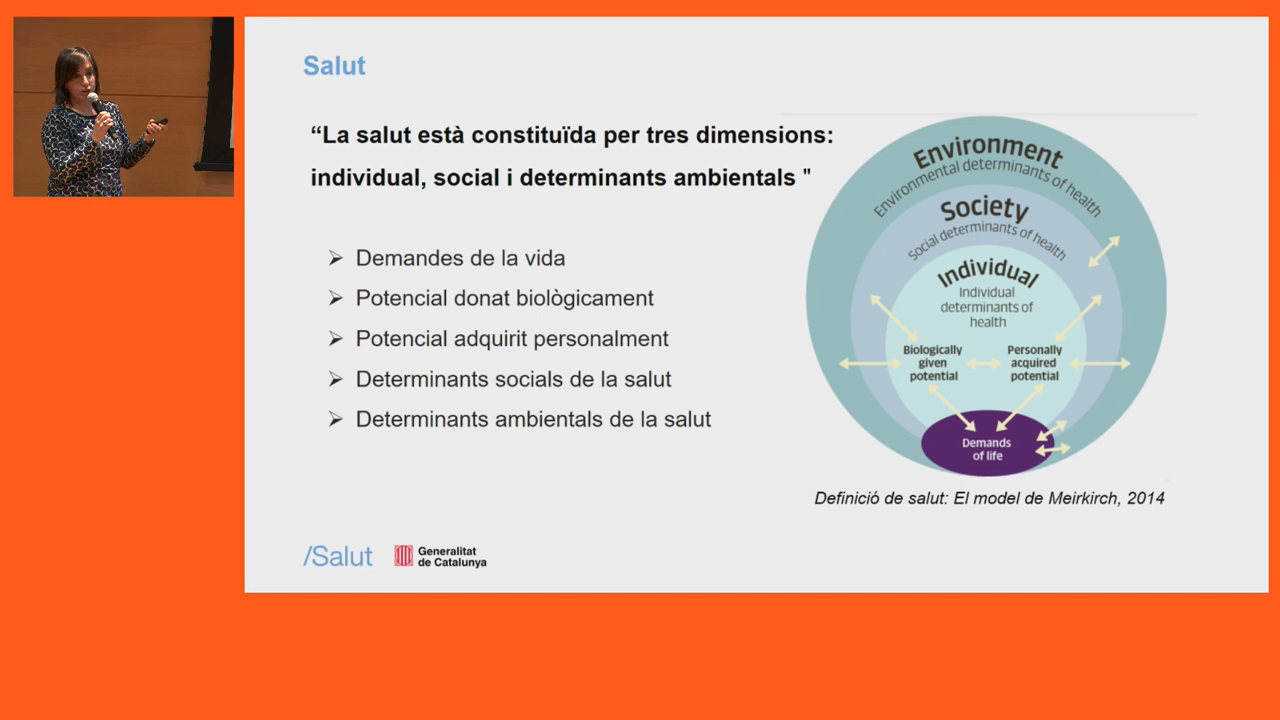 Salut
“La salut està constituïda per tres dimensions:
individual, social i determinants ambientals "
➢ Demandes de la vida
➢ Potencial donat biològicament
➢ Potencial adquirit personalment
➢ Determinants socials de la salut
➢ Determinants ambientals de la salut
Environment
Environmental determinants of health
Society
Social determinants of health
Individual
Individual
determinants of
health
Biologically
given
potential
Personally
acquired
potential
Demands
of life
Definició de salut: El model de Meirkirch, 2014
/Salut
Generalitat
de Catalunya